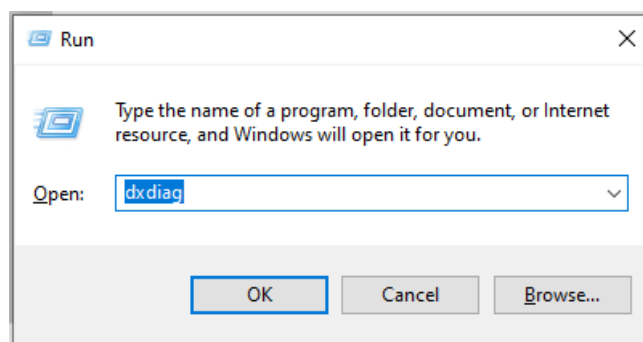 Run
Type the name of a program, folder, document, or Internet
resource, and Windows will open it for you.
Open: dxdiag
OK Cancel Browse...